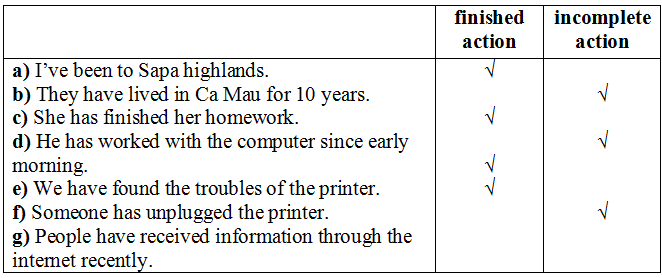 finished action
incomplete action
a) I’ve been to Sapa highlands. √
b) They have lived in Ca Mau for 10 years. √
c) She has finished her homework. √
d) He has worked with the computer since early √
morning. √
e) We have found the troubles of the printer. √
f) Someone has unplugged the printer. √
g) People have received information through the
internet recently.